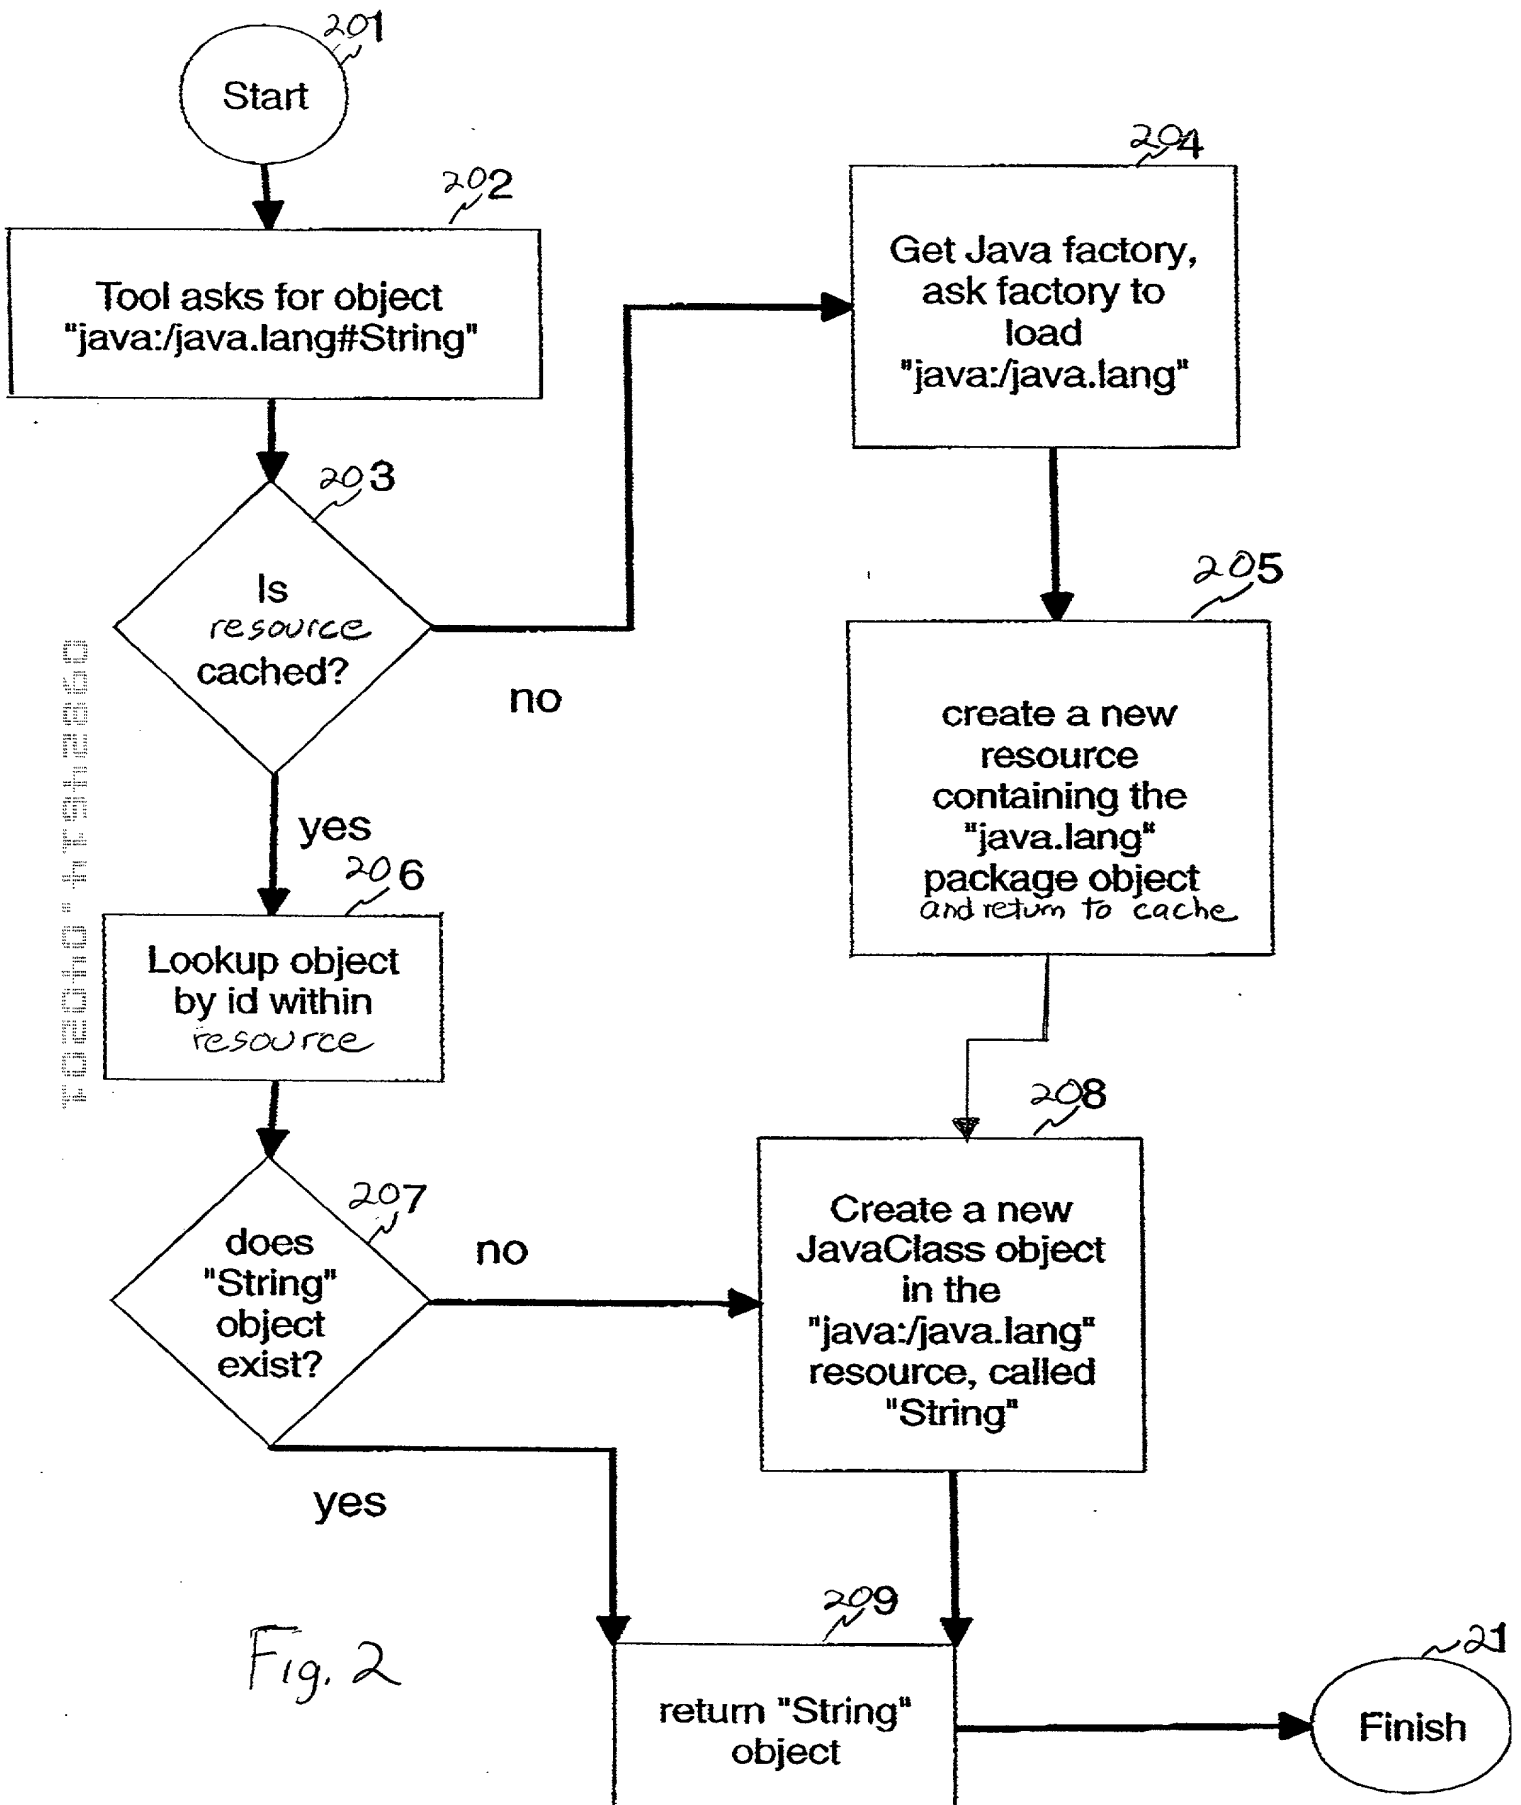 201
Start
202
Tool asks for object
"java:/java.lang#String"
203
Is
resource
cached?
no
yes
204
Get Java factory,
ask factory to
load
"java:/java.lang"
205
create a new
resource
containing the
"java.lang"
package object
and return to cache
206
Lookup object
by id within
resource
207
does
"String"
object
exist?
no
yes
208
Create a new
JavaClass object
in the
"java:/java.lang"
resource, called
"String"
209
return "String"
object
21
Finish
Fig. 2